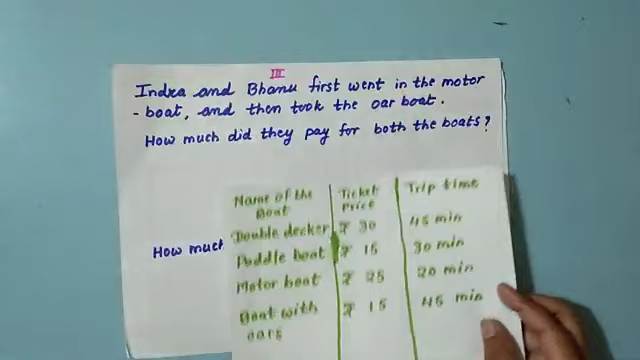 III
Indra and Bhanu first went in the motor
- boat, and then took the oar boat.
How much did they pay for both the boats?
How much
Name of the Boat | Ticket Price | Trip time
Double decker | ₹ 30 | 45 min
Paddle boat | ₹ 15 | 30 min
Motor boat | ₹ 25 | 20 min
Boat with oars | ₹ 15 | 45 min